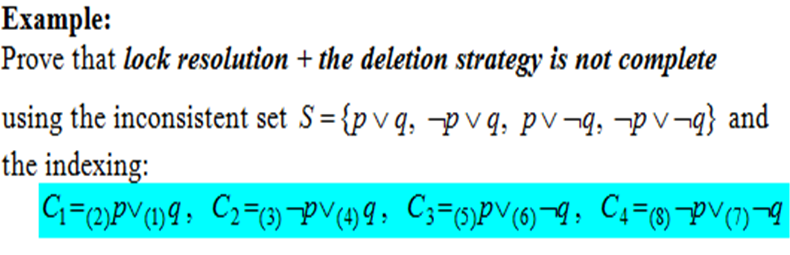 Example:
Prove that lock resolution + the deletion strategy is not complete
using the inconsistent set S = {p ∨ q, ¬p ∨ q, p ∨ ¬q, ¬p ∨ ¬q} and
the indexing:
C₁=₍₂₎p∨₍₁₎q , C₂=₍₃₎¬p∨₍₄₎q , C₃=₍₅₎p∨₍₆₎¬q , C₄=₍₈₎¬p∨₍₇₎¬q